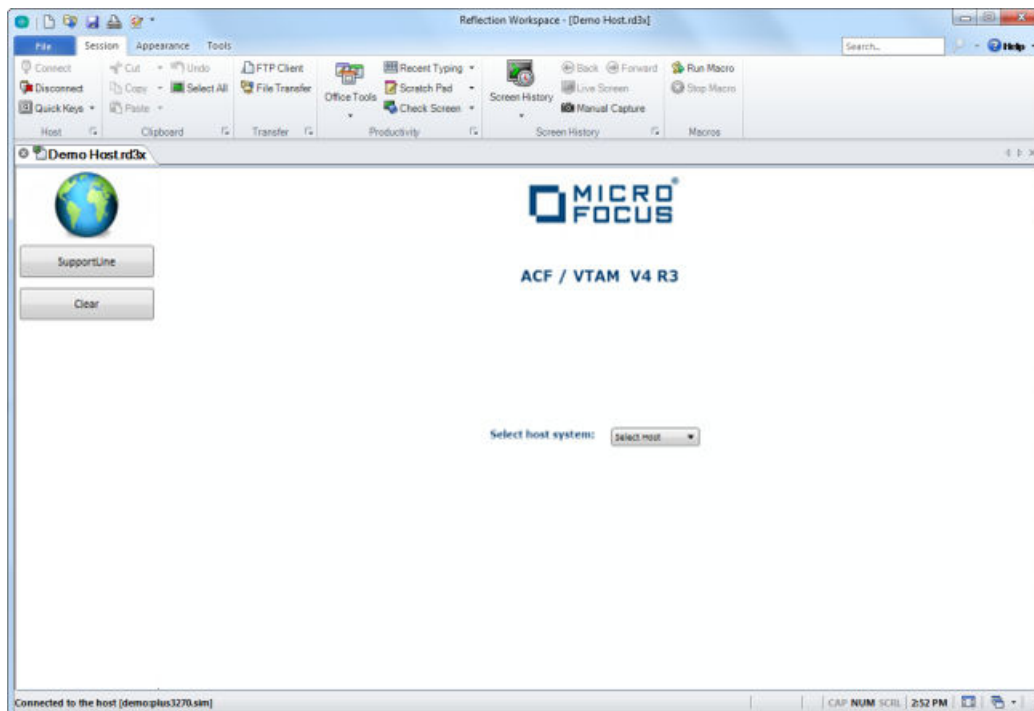 Reflection Workspace - [Demo Host.rd3x]
File Session Appearance Tools Search... Help
Connect Cut Undo FTP Client Recent Typing Back Forward Run Macro
Disconnect Copy Select All File Transfer Office Tools Scratch Pad Screen History Live Screen Stop Macro
Quick Keys Paste Check Screen Manual Capture
Host Clipboard Transfer Productivity Screen History Macros
Demo Host.rd3x
MICRO
FOCUS®
SupportLine
ACF / VTAM V4 R3
Clear
Select host system: Select Host
Connected to the host [demo:plus3270.sim] CAP NUM SCRL 2:52 PM